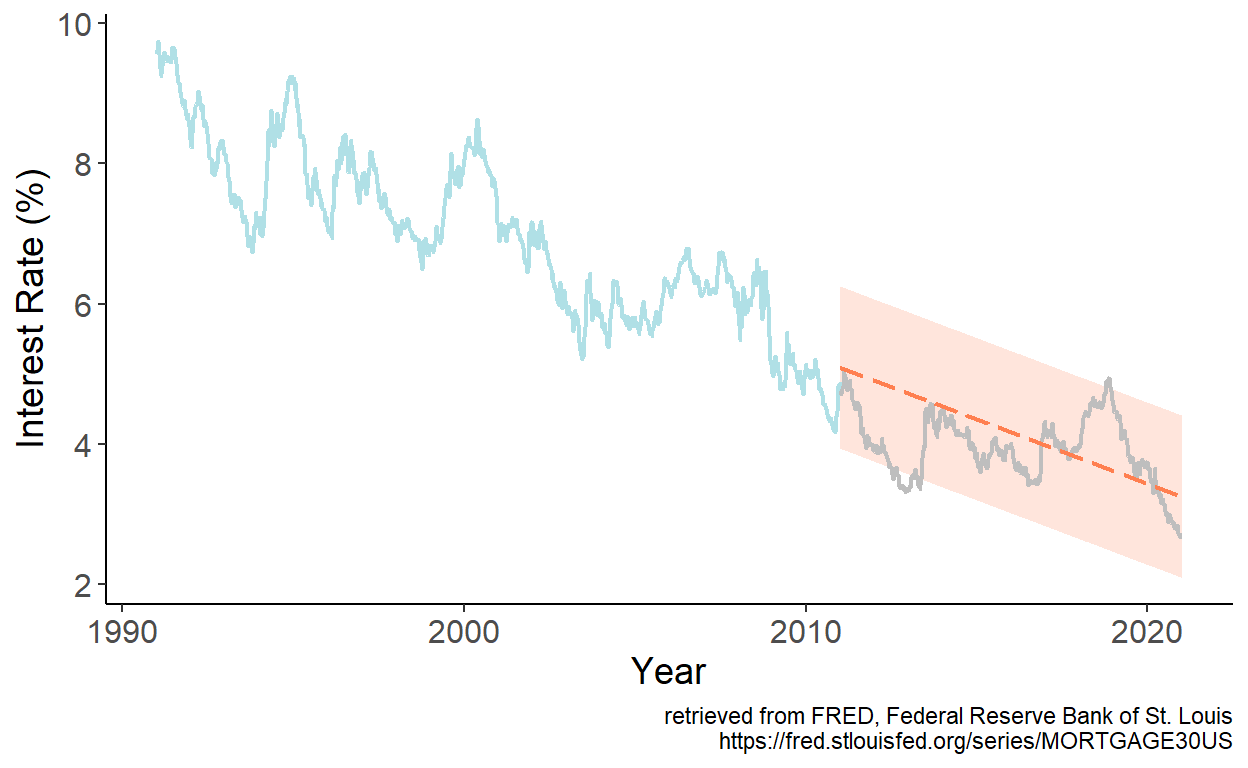 10
8
6
4
2
Interest Rate (%)
1990
2000
2010
2020
Year
retrieved from FRED, Federal Reserve Bank of St. Louis
https://fred.stlouisfed.org/series/MORTGAGE30US